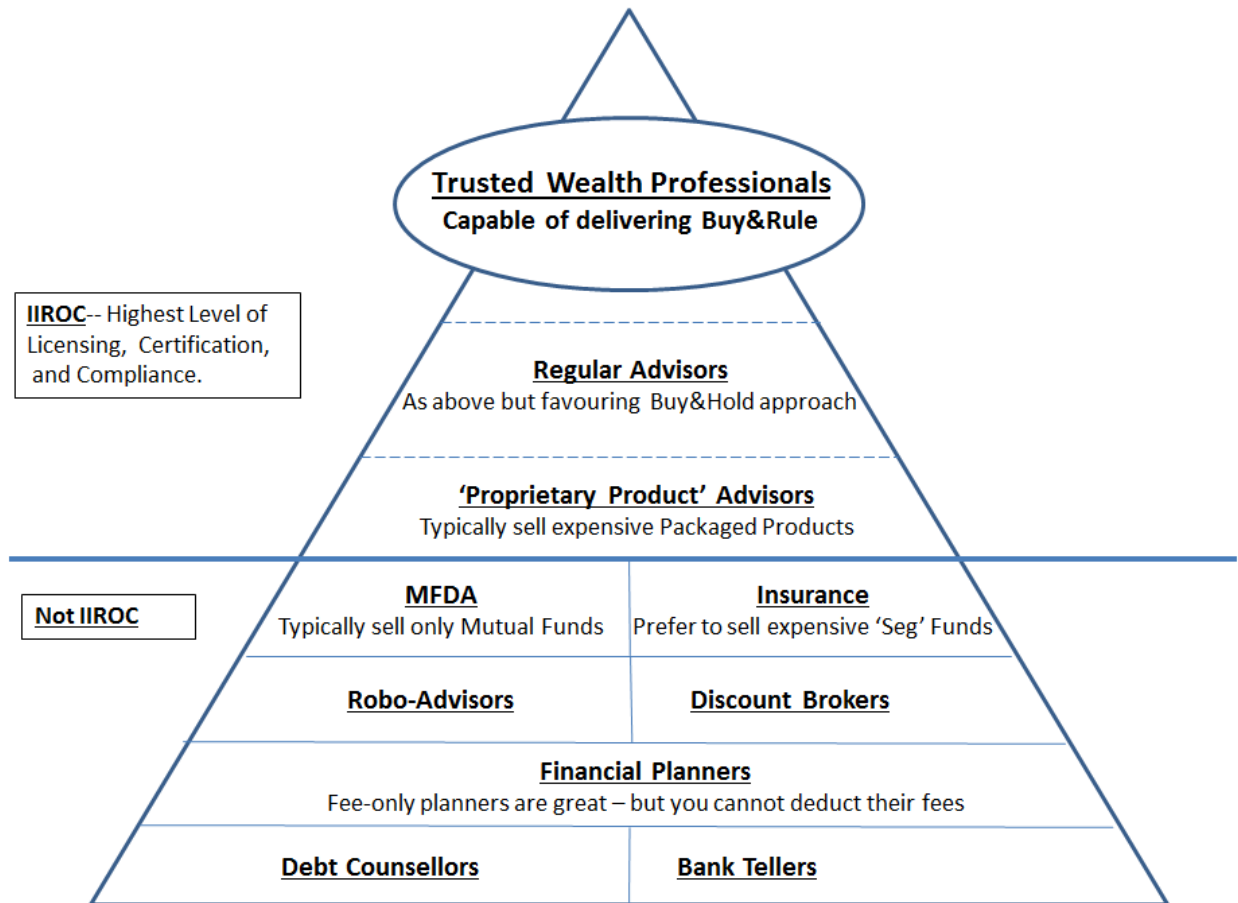 Trusted Wealth Professionals
Capable of delivering Buy&Rule
IIROC-- Highest Level of
Licensing, Certification,
and Compliance.
Regular Advisors
As above but favouring Buy&Hold approach
‘Proprietary Product’ Advisors
Typically sell expensive Packaged Products
Not IIROC
MFDA
Typically sell only Mutual Funds
Insurance
Prefer to sell expensive ‘Seg’ Funds
Robo-Advisors
Discount Brokers
Financial Planners
Fee-only planners are great – but you cannot deduct their fees
Debt Counsellors
Bank Tellers